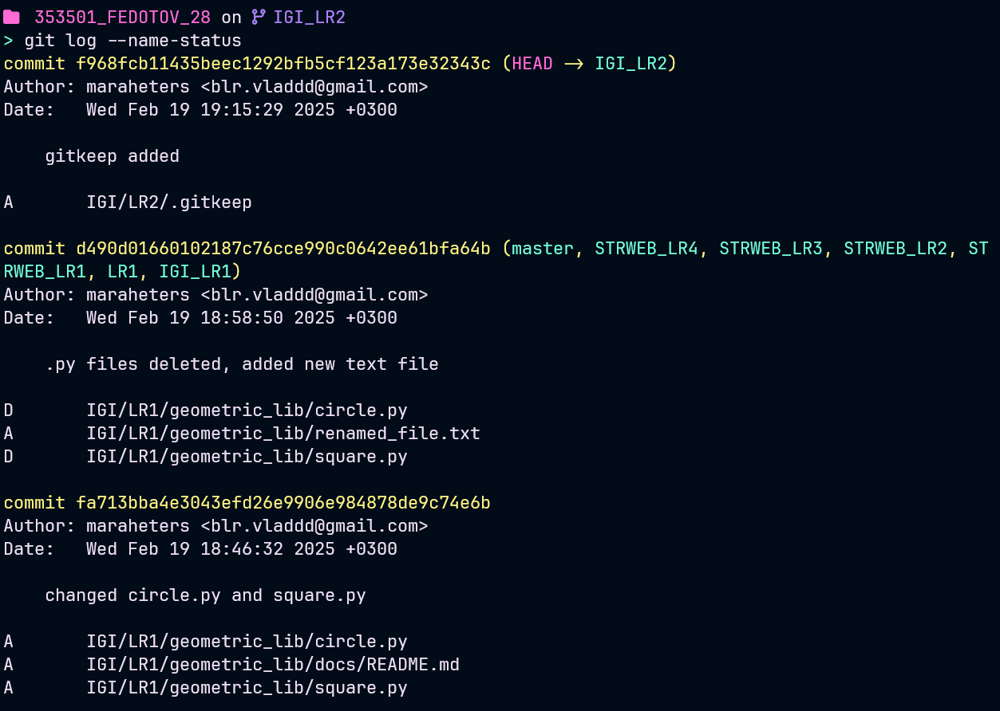 353501_FEDOTOV_28 on IGI_LR2
> git log --name-status
commit f968fcb11435beec1292bfb5cf123a173e32343c (HEAD -> IGI_LR2)
Author: maraheters <blr.vladdd@gmail.com>
Date:   Wed Feb 19 19:15:29 2025 +0300
    gitkeep added
A       IGI/LR2/.gitkeep
commit d490d01660102187c76cce990c0642ee61bfa64b (master, STRWEB_LR4, STRWEB_LR3, STRWEB_LR2, ST
RWEB_LR1, LR1, IGI_LR1)
Author: maraheters <blr.vladdd@gmail.com>
Date:   Wed Feb 19 18:58:50 2025 +0300
    .py files deleted, added new text file
D       IGI/LR1/geometric_lib/circle.py
A       IGI/LR1/geometric_lib/renamed_file.txt
D       IGI/LR1/geometric_lib/square.py
commit fa713bba4e3043efd26e9906e984878de9c74e6b
Author: maraheters <blr.vladdd@gmail.com>
Date:   Wed Feb 19 18:46:32 2025 +0300
    changed circle.py and square.py
A       IGI/LR1/geometric_lib/circle.py
A       IGI/LR1/geometric_lib/docs/README.md
A       IGI/LR1/geometric_lib/square.py